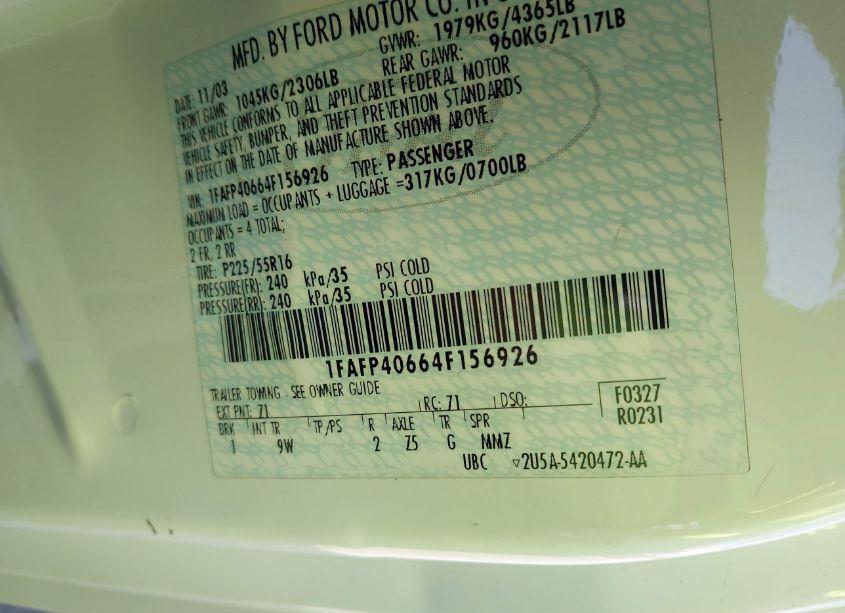 MFD. BY FORD MOTOR CO. IN
DATE: 11/03 GVWR: 1979KG/4365LB
FRONT GAWR: 1045KG/2306LB REAR GAWR: 960KG/2117LB
THIS VEHICLE CONFORMS TO ALL APPLICABLE FEDERAL MOTOR
VEHICLE SAFETY, BUMPER, AND THEFT PREVENTION STANDARDS
IN EFFECT ON THE DATE OF MANUFACTURE SHOWN ABOVE.
VIN: 1FAFP40664F156926 TYPE: PASSENGER
MAXIMUM LOAD = OCCUPANTS + LUGGAGE =317KG/0700LB
OCCUPANTS = 4 TOTAL;
2 FR, 2 RR
TIRE: P225/55R16
PRESSURE(FR): 240 kPa/35 PSI COLD
PRESSURE(RR): 240 kPa/35 PSI COLD
1FAFP40664F156926
TRAILER TOWING - SEE OWNER GUIDE
EXT PNT: 71 RC: 71 DSO: F0327
R0231
BRK INT TR TP/PS R AXLE TR SPR
1 9W 2 Z5 G MMZ
UBC ▿2U5A-5420472-AA